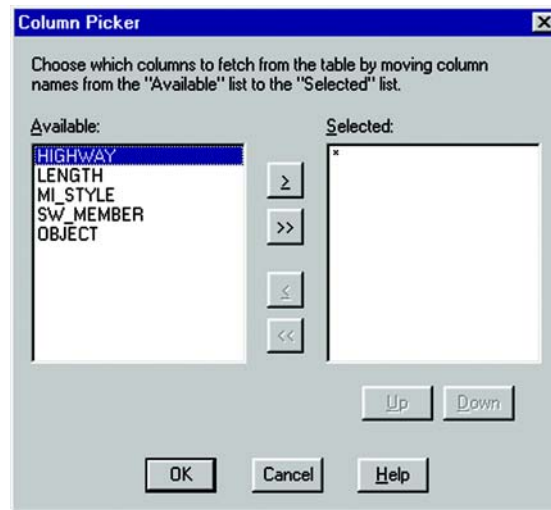 Column Picker
Choose which columns to fetch from the table by moving column
names from the "Available" list to the "Selected" list.
Available:
Selected:
HIGHWAY
LENGTH
MI_STYLE
SW_MEMBER
OBJECT
*
>
>>
<
<<
Up
Down
OK
Cancel
Help